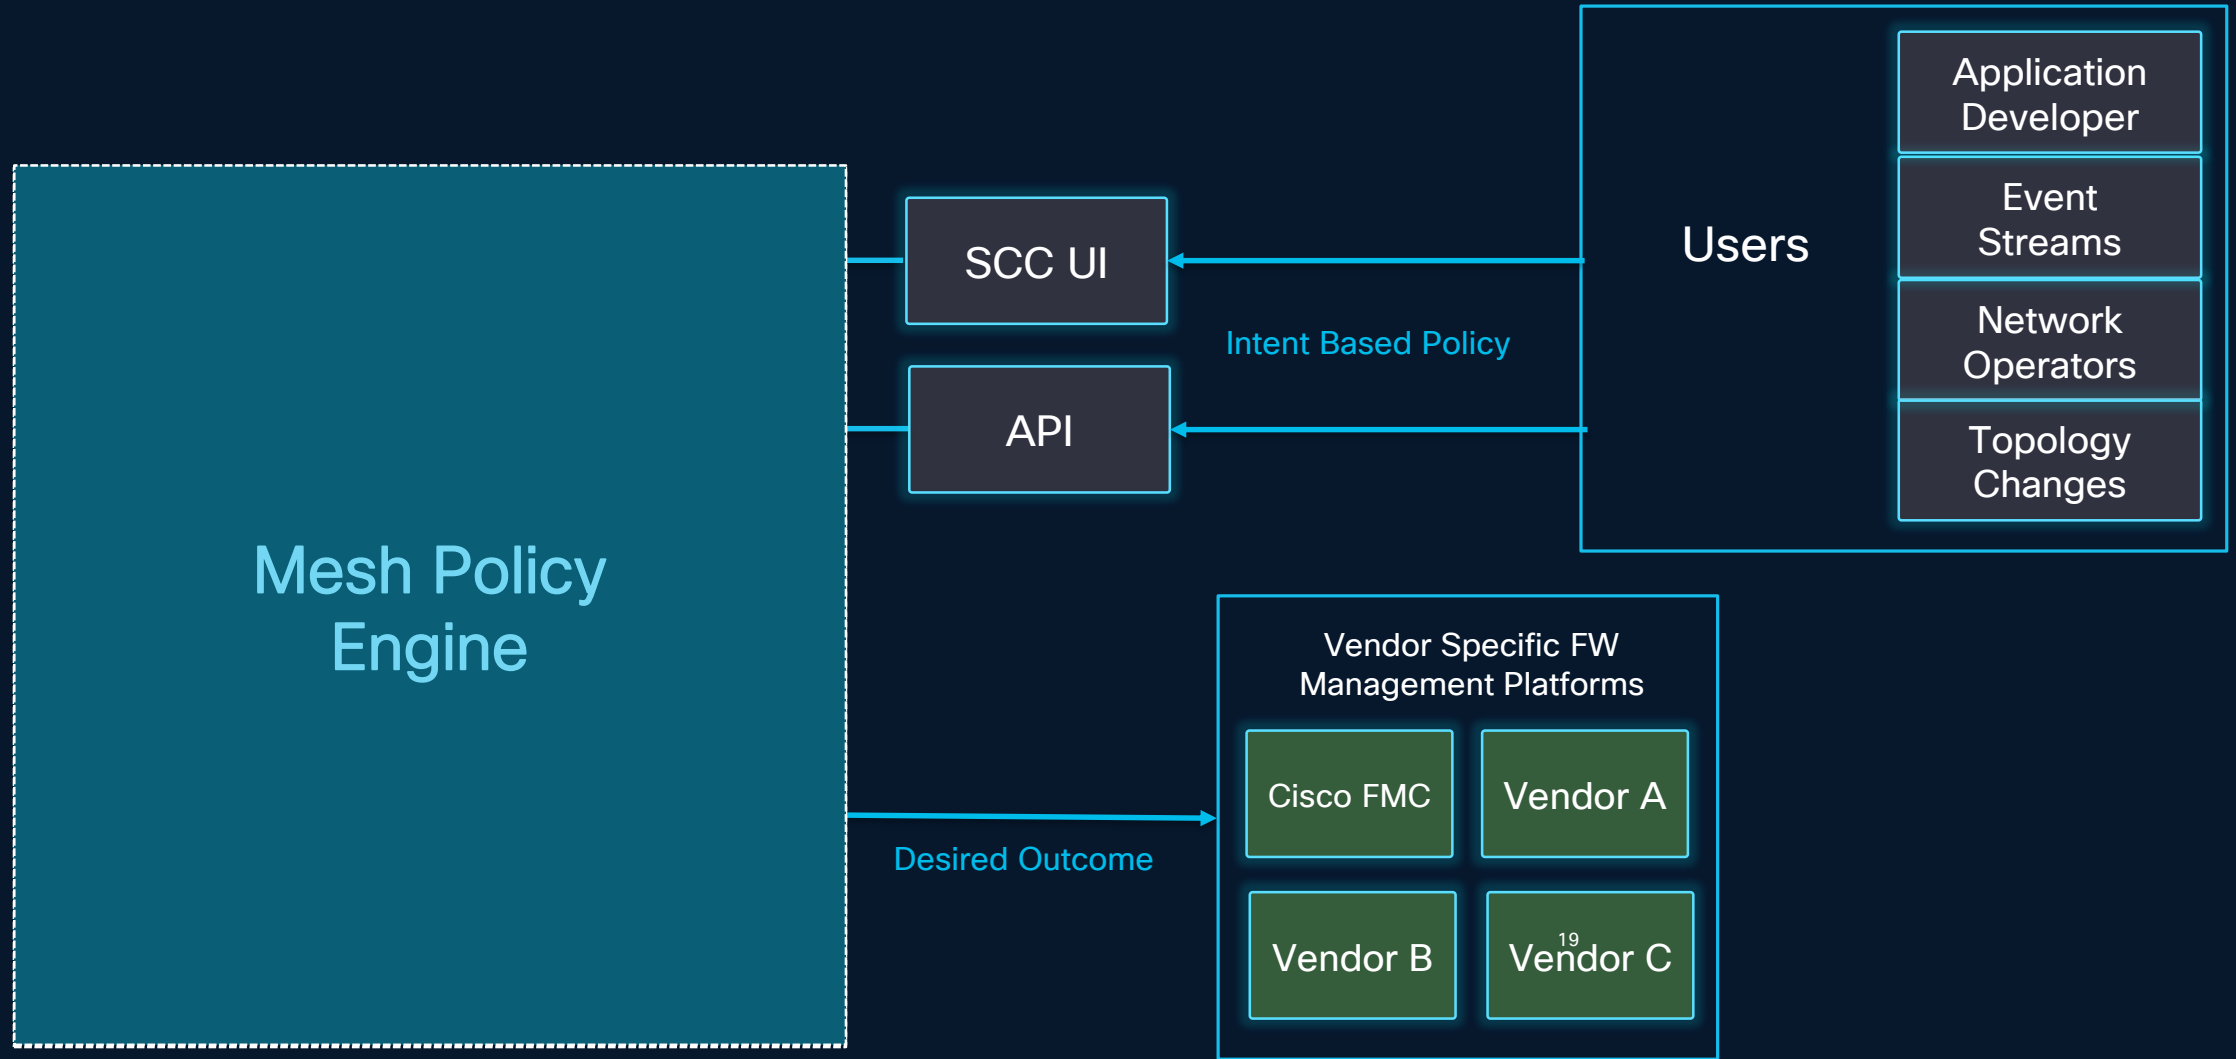 Application
Developer
Event
Streams
Users
Network
Operators
Topology
Changes
SCC UI
Intent Based Policy
API
Mesh Policy
Engine
Vendor Specific FW
Management Platforms
Cisco FMC
Vendor A
Desired Outcome
Vendor B
Vendor C
19